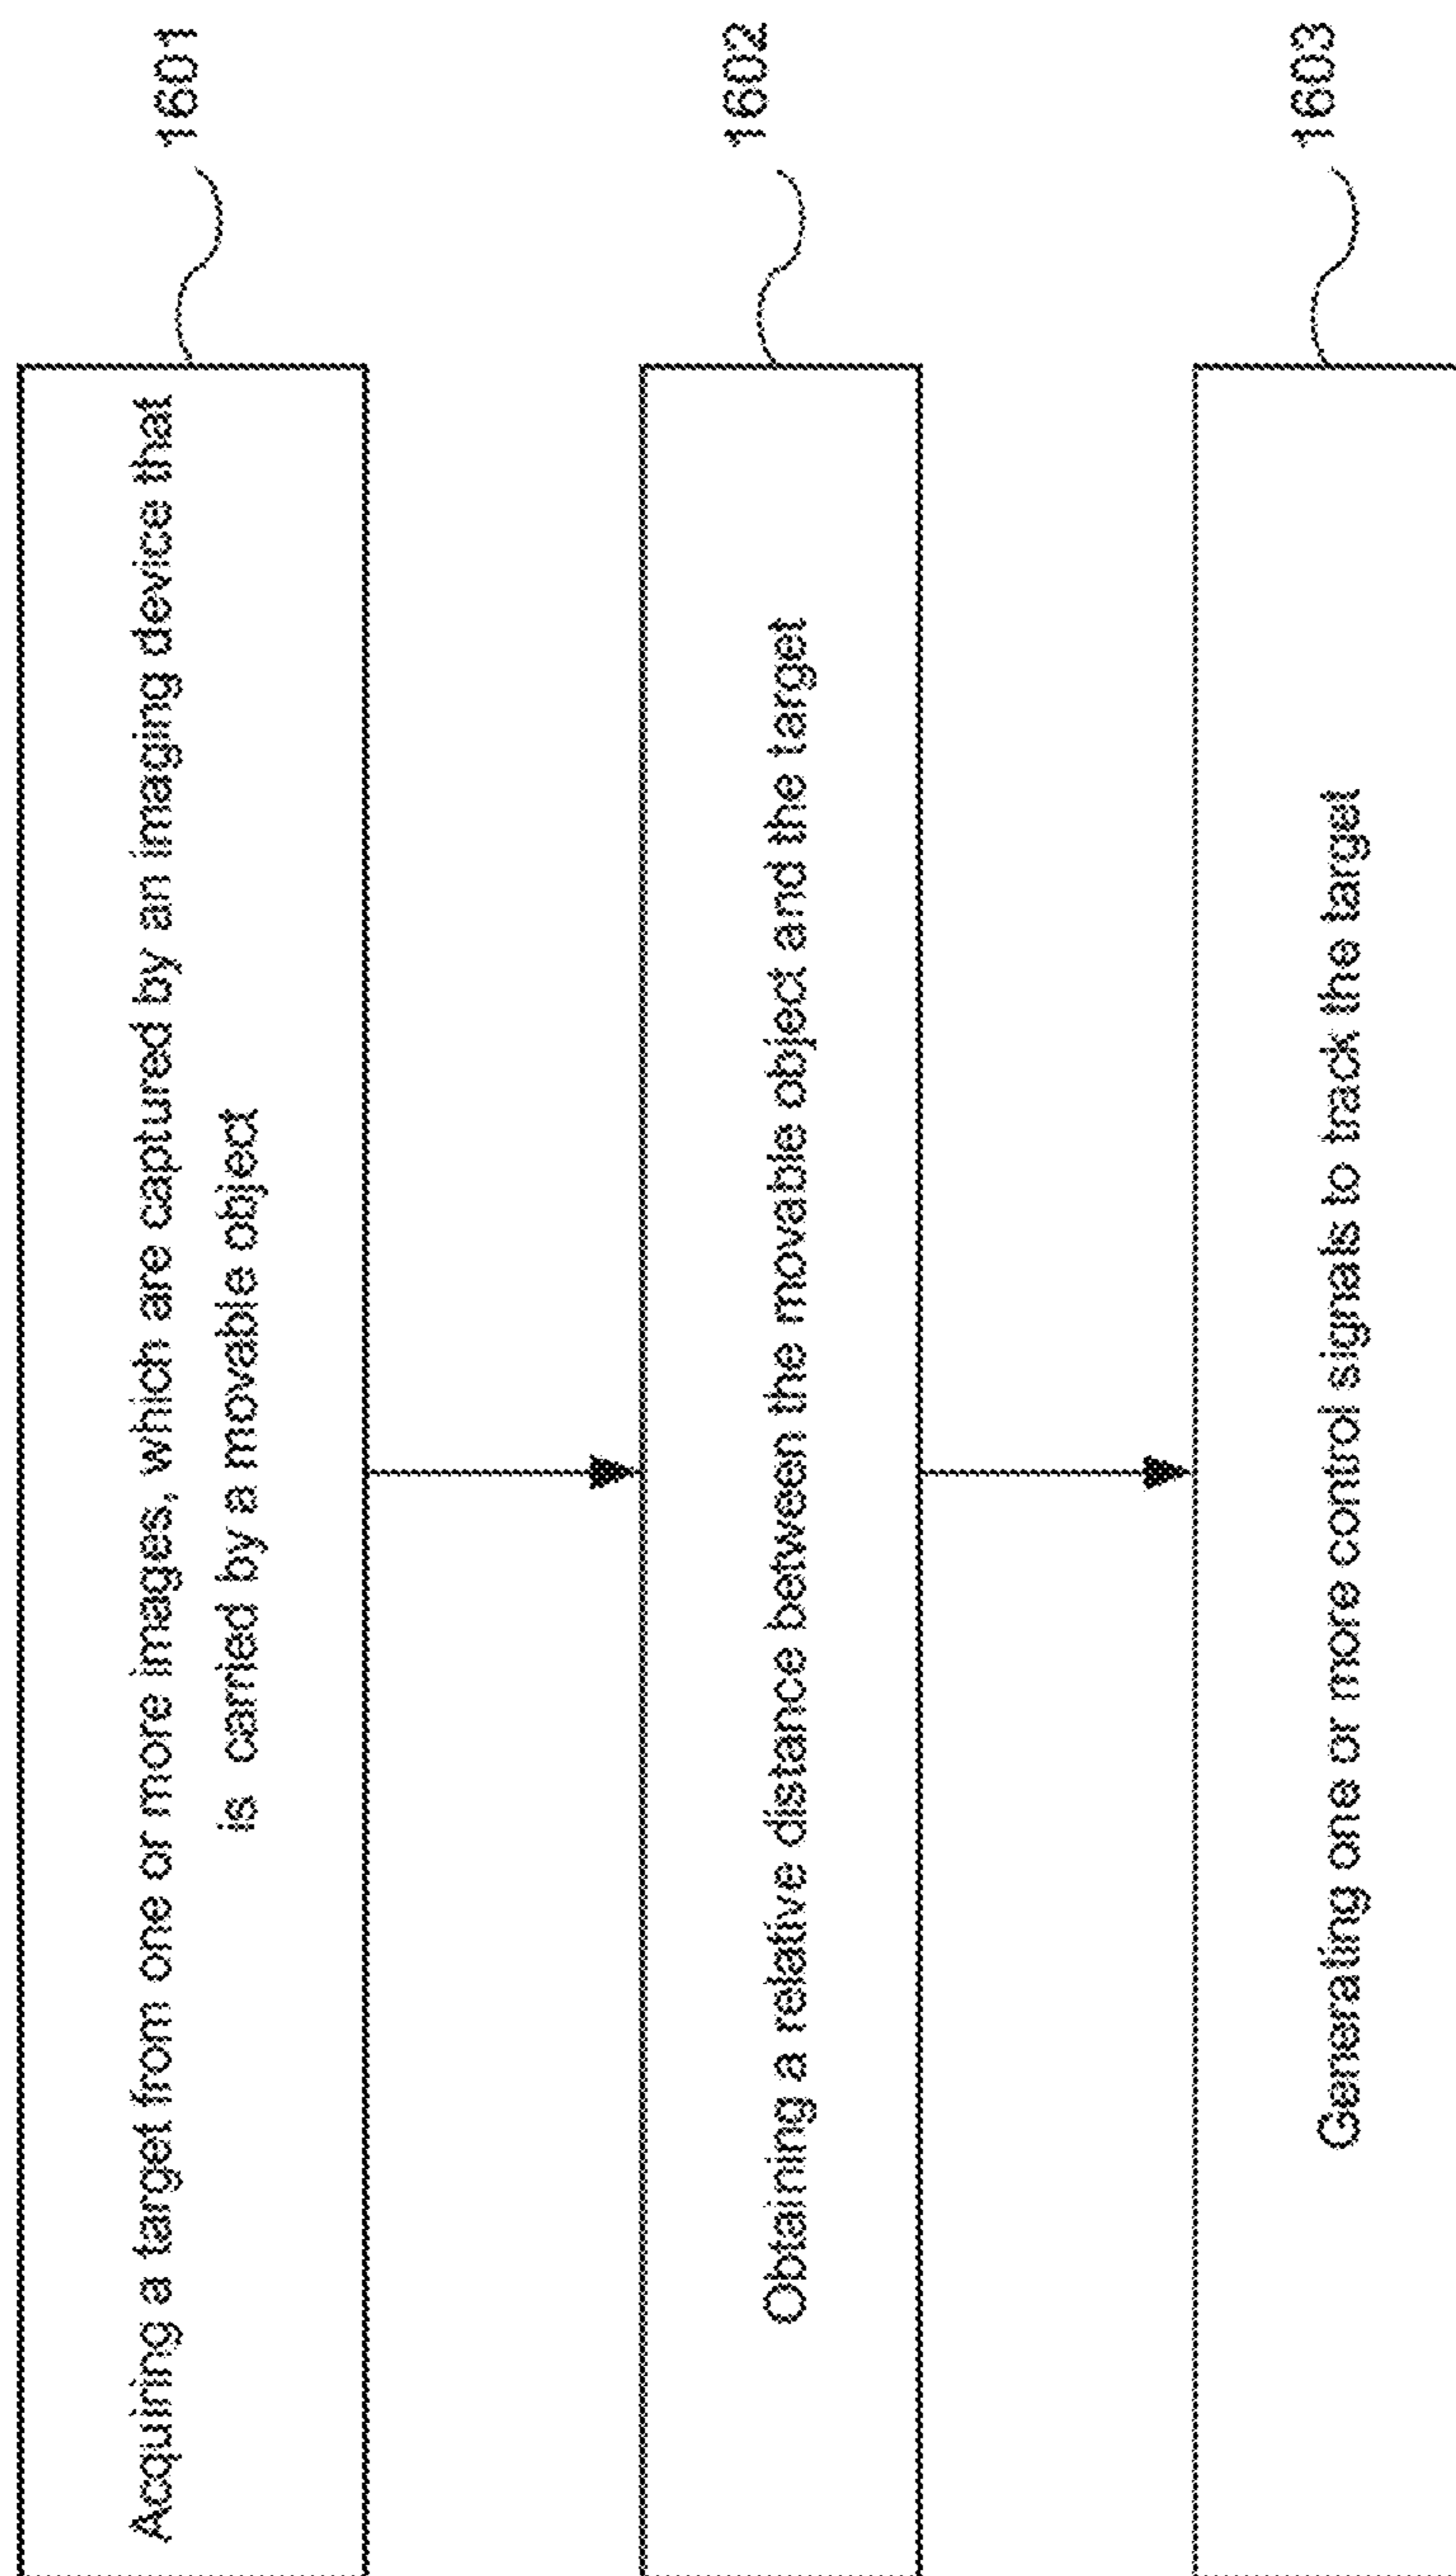 Acquiring a target from one or more images, which are captured by an imaging device that
is carried by a movable object
1601
Obtaining a relative distance between the movable object and the target
1602
Generating one or more control signals to track the target
1603